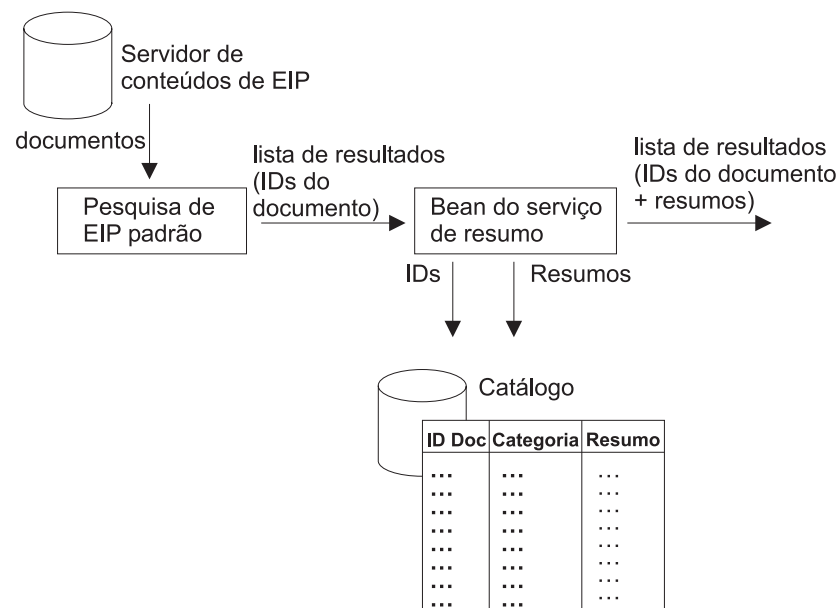 Servidor de
conteúdos de EIP
documentos
lista de resultados
(IDs do
documento)
lista de resultados
(IDs do documento
+ resumos)
Pesquisa de
EIP padrão
Bean do serviço
de resumo
IDs
Resumos
Catálogo
ID Doc Categoria Resumo
... ... ...
... ... ...
... ... ...
... ... ...
... ... ...
... ... ...
... ... ...
... ... ...